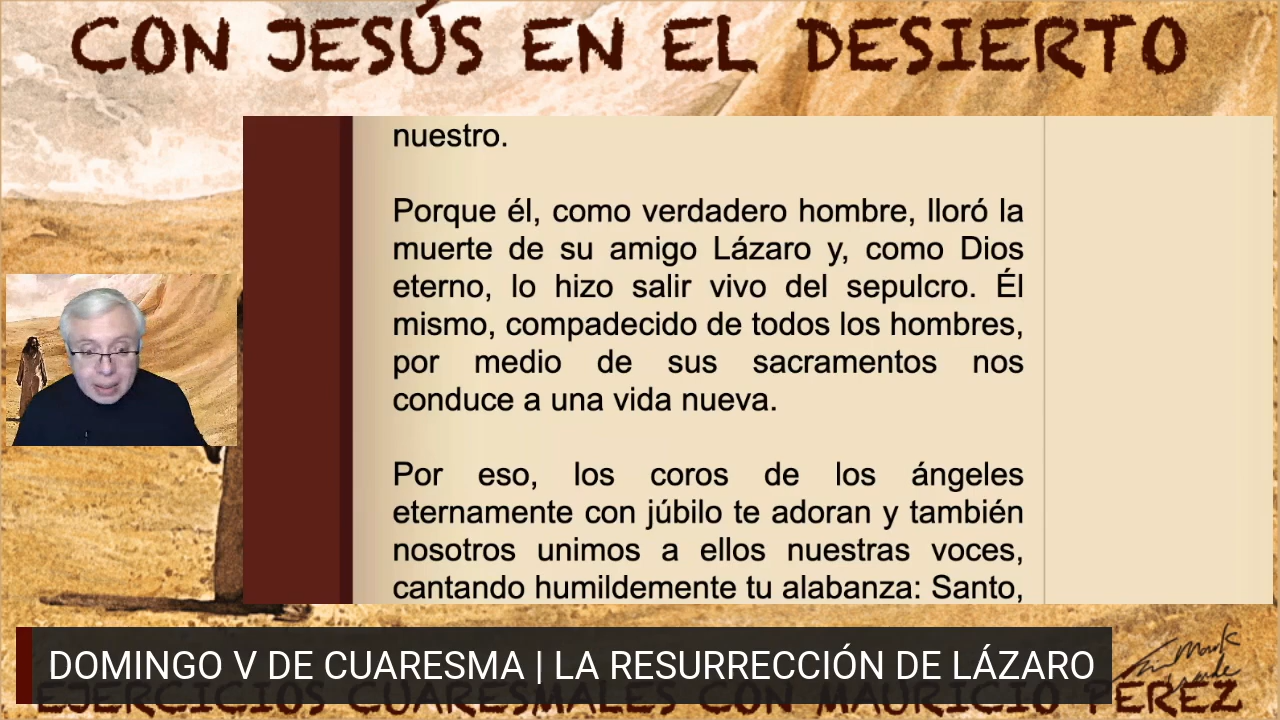 CON JESÚS EN EL DESIERTO
nuestro.
Porque él, como verdadero hombre, lloró la
muerte de su amigo Lázaro y, como Dios
eterno, lo hizo salir vivo del sepulcro. Él
mismo, compadecido de todos los hombres,
por medio de sus sacramentos nos
conduce a una vida nueva.
Por eso, los coros de los ángeles
eternamente con júbilo te adoran y también
nosotros unimos a ellos nuestras voces,
cantando humildemente tu alabanza: Santo,
DOMINGO V DE CUARESMA | LA RESURRECCIÓN DE LÁZARO
EJERCICIOS CUARESMALES CON MAURICIO PEREZ